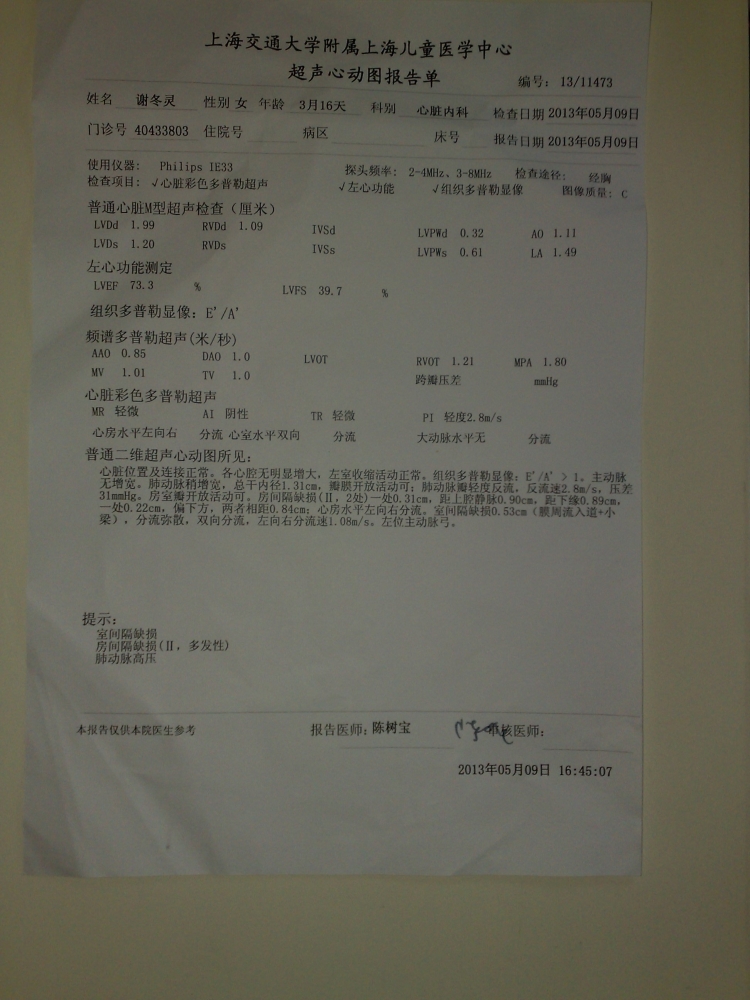 上海交通大学附属上海儿童医学中心
超声心动图报告单
编号: 13/11473
姓名 谢冬灵 性别 女 年龄 3月16天 科别 心脏内科 检查日期 2013年05月09日
门诊号 40433803 住院号 病区 床号 报告日期 2013年05月09日
使用仪器: Philips IE33 探头频率: 2-4MHz、3-8MHz 检查途径: 经胸
检查项目: √心脏彩色多普勒超声 √左心功能 √组织多普勒显像 图像质量: C
普通心脏M型超声检查（厘米）
LVDd 1.99 RVDd 1.09 IVSd LVPWd 0.32 AO 1.11
LVDs 1.20 RVDs IVSs LVPWs 0.61 LA 1.49
左心功能测定
LVEF 73.3 % LVFS 39.7 %
组织多普勒显像: E'/A'
频谱多普勒超声(米/秒)
AAO 0.85 DAO 1.0 LVOT RVOT 1.21 MPA 1.80
MV 1.01 TV 1.0 跨瓣压差 mmHg
心脏彩色多普勒超声
MR 轻微 AI 阴性 TR 轻微 PI 轻度2.8m/s
心房水平左向右 分流 心室水平双向 分流 大动脉水平无 分流
普通二维超声心动图所见:
心脏位置及连接正常。各心腔无明显增大，左室收缩活动正常。组织多普勒显像: E'/A' > 1。主动脉
无增宽。肺动脉稍增宽，总干内径1.31cm，瓣膜开放活动可; 肺动脉瓣轻度反流，反流速2.8m/s，压差
31mmHg。房室瓣开放活动可。房间隔缺损(II，2处)一处0.31cm，距上腔静脉0.90cm，距下缘0.89cm，
一处0.22cm，偏下方，两者相距0.84cm; 心房水平左向右分流。室间隔缺损0.53cm（膜周流入道+小
梁），分流弥散，双向分流，左向右分流速1.08m/s。左位主动脉弓。
提示:
室间隔缺损
房间隔缺损(II，多发性)
肺动脉高压
本报告仅供本院医生参考 报告医师: 陈树宝 审核医师:
2013年05月09日 16:45:07